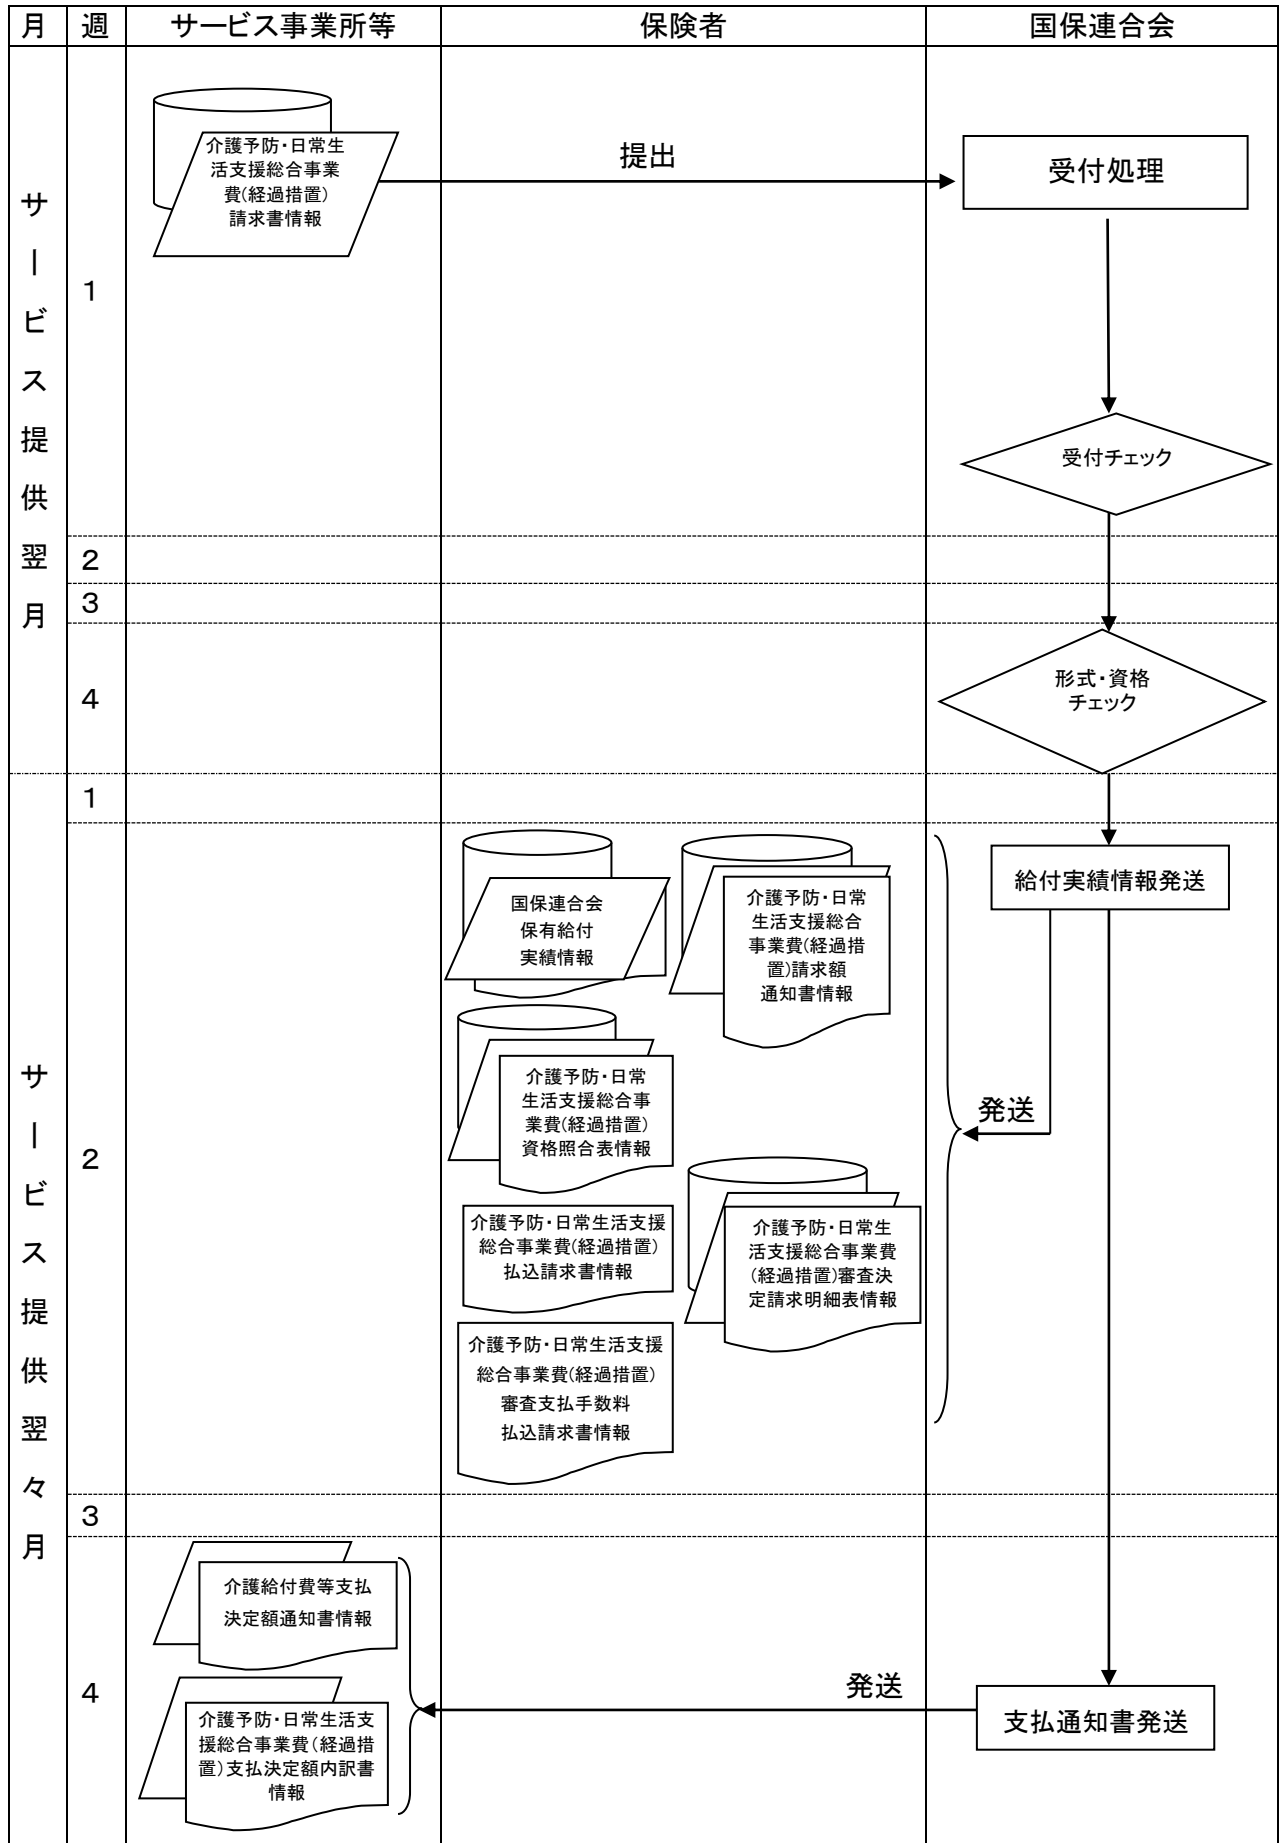 月 週 サービス事業所等 保険者 国保連合会
サービス提供翌月
1
介護予防・日常生
活支援総合事業
費(経過措置)
請求書情報
提出
受付処理
受付チェック
2
3
4
形式・資格
チェック
サービス提供翌々月
1
2
国保連合会
保有給付
実績情報
介護予防・日常
生活支援総合
事業費(経過措
置)請求額
通知書情報
給付実績情報発送
介護予防・日常
生活支援総合事
業費(経過措置)
資格照合表情報
発送
介護予防・日常生活支援
総合事業費(経過措置)
払込請求書情報
介護予防・日常生
活支援総合事業費
(経過措置)審査決
定請求明細表情報
介護予防・日常生活支援
総合事業費(経過措置)
審査支払手数料
払込請求書情報
3
4
介護給付費等支払
決定額通知書情報
介護予防・日常生活支
援総合事業費(経過措
置)支払決定額内訳書
情報
発送
支払通知書発送